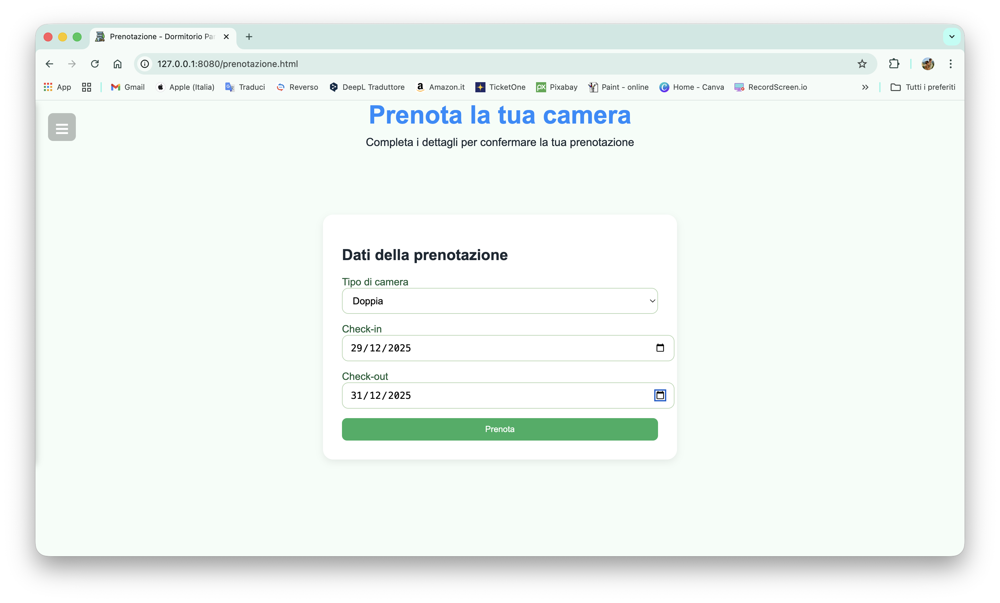 Prenotazione - Dormitorio Par
127.0.0.1:8080/prenotazione.html
App Gmail Apple (Italia) Traduci Reverso DeepL Traduttore Amazon.it TicketOne Pixabay Paint - online Home - Canva RecordScreen.io Tutti i preferiti
Prenota la tua camera
Completa i dettagli per confermare la tua prenotazione
Dati della prenotazione
Tipo di camera
Doppia
Check-in
29/12/2025
Check-out
31/12/2025
Prenota